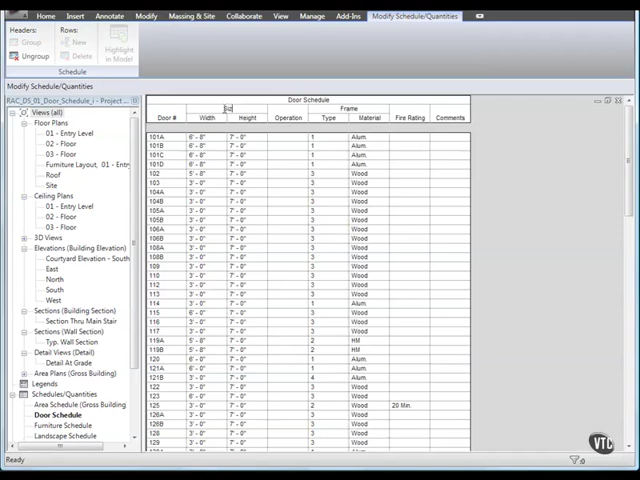 Home Insert Annotate Modify Massing & Site Collaborate View Manage Add-Ins Modify Schedule/Quantities
Headers: Rows:
Group New
Ungroup Delete
Highlight in Model
Schedule
Modify Schedule/Quantities
RAC_DS_01_Door_Schedule_i - Project
Views (all)
Floor Plans
01 - Entry Level
02 - Floor
03 - Floor
Furniture Layout, 01 - Entry
Roof
Site
Ceiling Plans
01 - Entry Level
02 - Floor
03 - Floor
3D Views
Elevations (Building Elevation)
Courtyard Elevation - South
East
North
South
West
Sections (Building Section)
Section Thru Main Stair
Sections (Wall Section)
Typ. Wall Section
Detail Views (Detail)
Detail At Grade
Area Plans (Gross Building)
Legends
Schedules/Quantities
Area Schedule (Gross Building
Door Schedule
Furniture Schedule
Landscape Schedule
Door Schedule
Siz Frame
Door # Width Height Operation Type Material Fire Rating Comments
101A 6' - 8" 7' - 0" 1 Alum.
101B 6' - 8" 7' - 0" 1 Alum.
101C 6' - 8" 7' - 0" 1 Alum.
101D 6' - 8" 7' - 0" 1 Alum.
102 5' - 8" 7' - 0" 3 Wood
103 3' - 0" 7' - 0" 3 Wood
104A 3' - 0" 7' - 0" 3 Wood
104B 3' - 0" 7' - 0" 3 Wood
105A 3' - 0" 7' - 0" 3 Wood
105B 3' - 0" 7' - 0" 3 Wood
106A 3' - 0" 7' - 0" 3 Wood
106B 3' - 0" 7' - 0" 3 Wood
108A 3' - 0" 7' - 0" 3 Wood
108B 3' - 0" 7' - 0" 3 Wood
109 3' - 0" 7' - 0" 3 Wood
110 3' - 0" 7' - 0" 3 Wood
112 3' - 0" 7' - 0" 3 Wood
113 3' - 0" 7' - 0" 3 Wood
114 3' - 0" 7' - 0" 1 Alum.
115 6' - 0" 7' - 0" 3 Wood
116 3' - 0" 7' - 0" 3 Wood
117 3' - 0" 7' - 0" 3 Wood
119A 5' - 8" 7' - 0" 2 HM
119B 5' - 8" 7' - 0" 2 HM
120 6' - 0" 7' - 0" 1 Alum.
121A 6' - 0" 7' - 0" 1 Alum.
121B 3' - 0" 7' - 0" 4 Alum.
122 3' - 0" 7' - 0" 3 Wood
123 6' - 0" 7' - 0" 3 Wood
125 3' - 0" 7' - 0" 2 Wood 20 Min.
126A 3' - 0" 7' - 0" 3 Wood
126B 3' - 0" 7' - 0" 3 Wood
128 3' - 0" 7' - 0" 3 Wood
129 3' - 0" 7' - 0" 3 Wood
Ready
:0
VTC